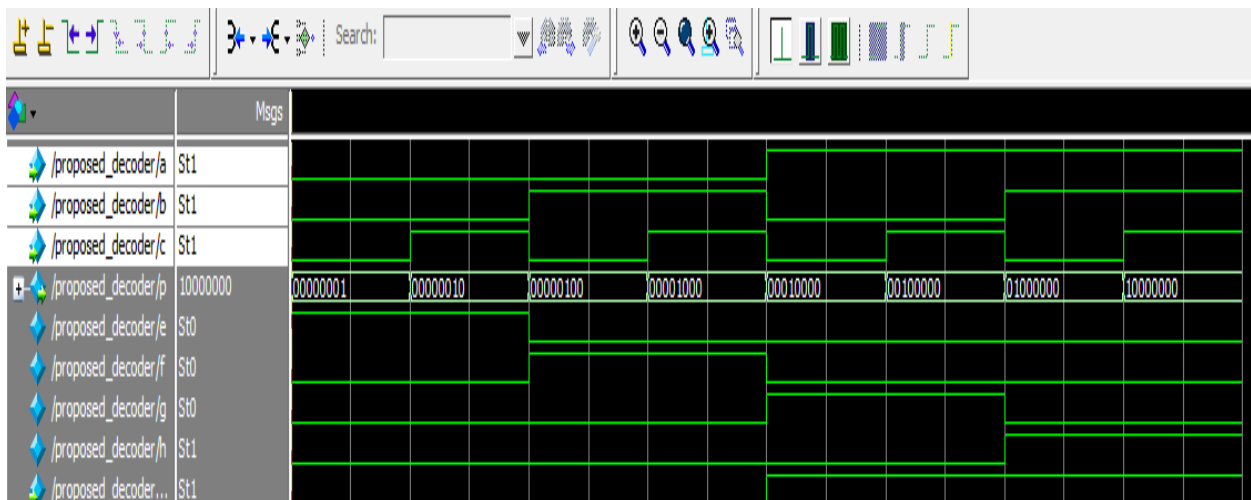 Search:
Msgs
/proposed_decoder/a St1
/proposed_decoder/b St1
/proposed_decoder/c St1
/proposed_decoder/p 10000000 00000001 00000010 00000100 00001000 00010000 00100000 01000000 10000000
/proposed_decoder/e St0
/proposed_decoder/f St0
/proposed_decoder/g St0
/proposed_decoder/h St1
/proposed_decoder... St1